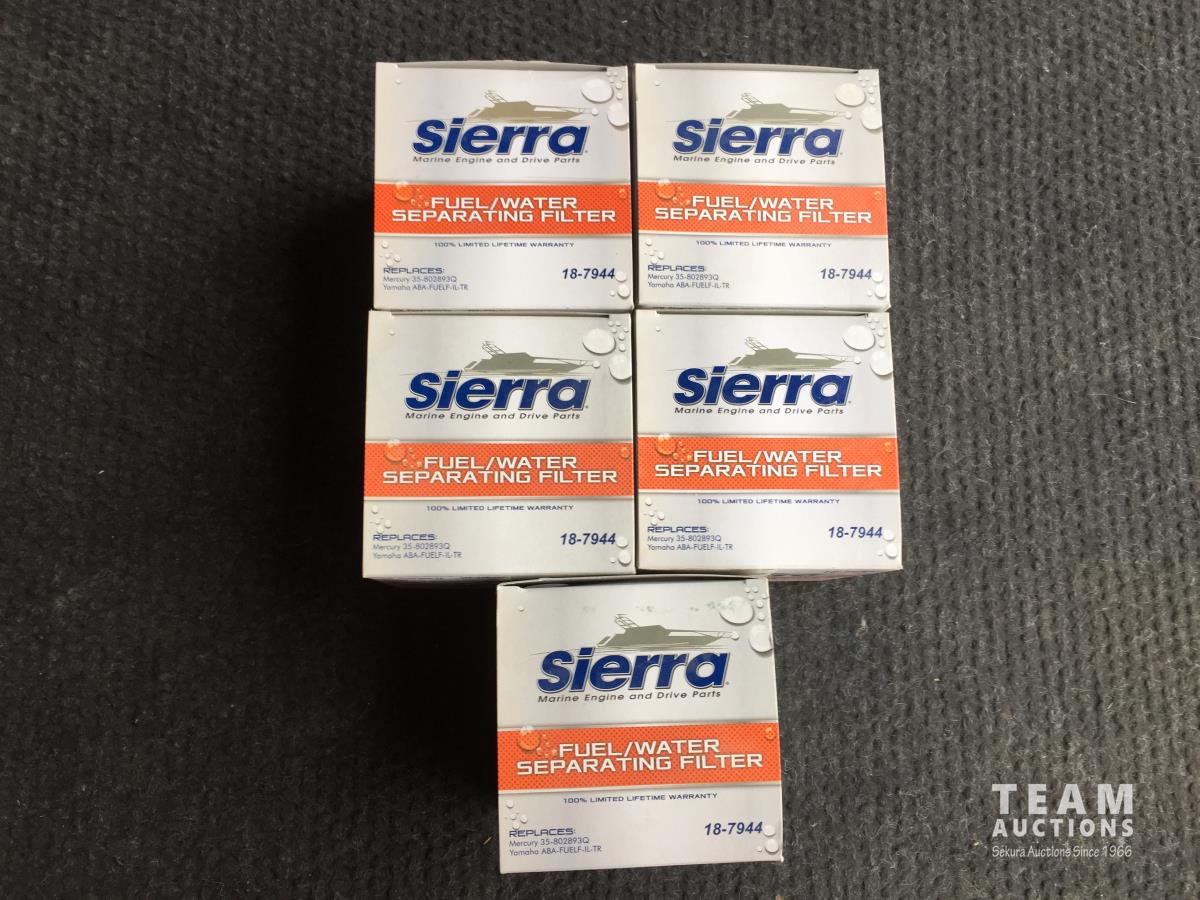 Sierra
Marine Engine and Drive Parts
FUEL/WATER
SEPARATING FILTER
100% LIMITED LIFETIME WARRANTY
REPLACES:
Mercury 35-802893Q
Yamaha ABA-FUELF-IL-TR
18-7944
Sierra
Marine Engine and Drive Parts
FUEL/WATER
SEPARATING FILTER
100% LIMITED LIFETIME WARRANTY
REPLACES:
Mercury 35-802893Q
Yamaha ABA-FUELF-IL-TR
18-7944
Sierra
Marine Engine and Drive Parts
FUEL/WATER
SEPARATING FILTER
100% LIMITED LIFETIME WARRANTY
REPLACES:
Mercury 35-802893Q
Yamaha ABA-FUELF-IL-TR
18-7944
Sierra
Marine Engine and Drive Parts
FUEL/WATER
SEPARATING FILTER
100% LIMITED LIFETIME WARRANTY
REPLACES:
Mercury 35-802893Q
Yamaha ABA-FUELF-IL-TR
18-7944
Sierra
Marine Engine and Drive Parts
FUEL/WATER
SEPARATING FILTER
100% LIMITED LIFETIME WARRANTY
REPLACES:
Mercury 35-802893Q
Yamaha ABA-FUELF-IL-TR
18-7944
TEAM
AUCTIONS
Sekura Auctions Since 1966